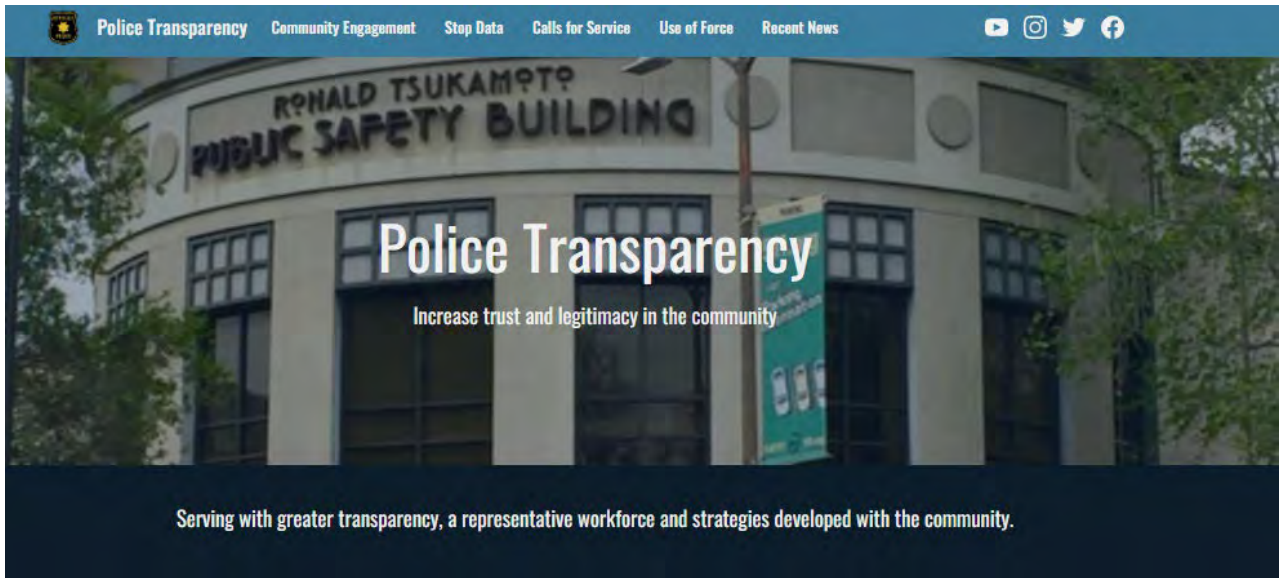 Police Transparency Community Engagement Stop Data Calls for Service Use of Force Recent News
RONALD TSUKAMOTO
PUBLIC SAFETY BUILDING
Police Transparency
Increase trust and legitimacy in the community
Serving with greater transparency, a representative workforce and strategies developed with the community.